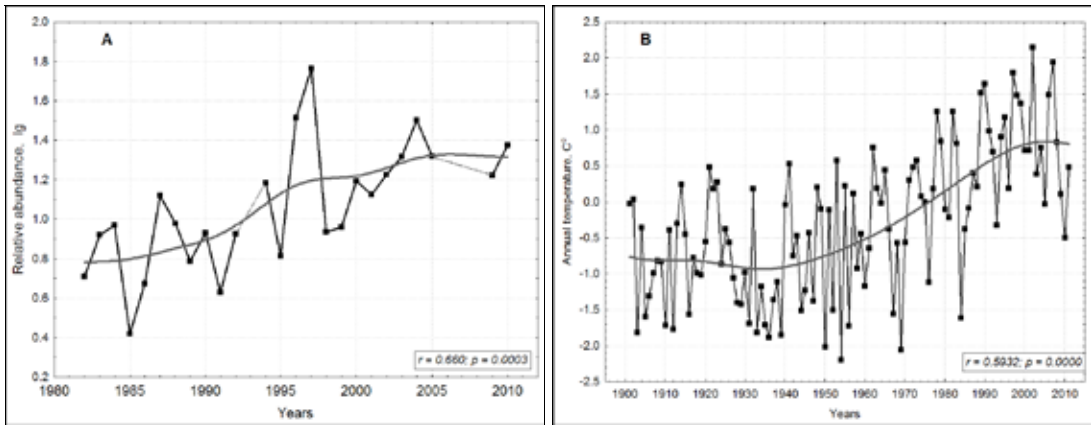 A
2.0
1.8
1.6
1.4
1.2
1.0
0.8
0.6
0.4
0.2
Relative abundance, lg
1980 1985 1990 1995 2000 2005 2010
Years
r = 0.660; p = 0.0003
B
2.5
2.0
1.5
1.0
0.5
0.0
-0.5
-1.0
-1.5
-2.0
-2.5
Annual temperature, C°
1900 1910 1920 1930 1940 1950 1960 1970 1980 1990 2000 2010
Years
r = 0.5932; p = 0.0000